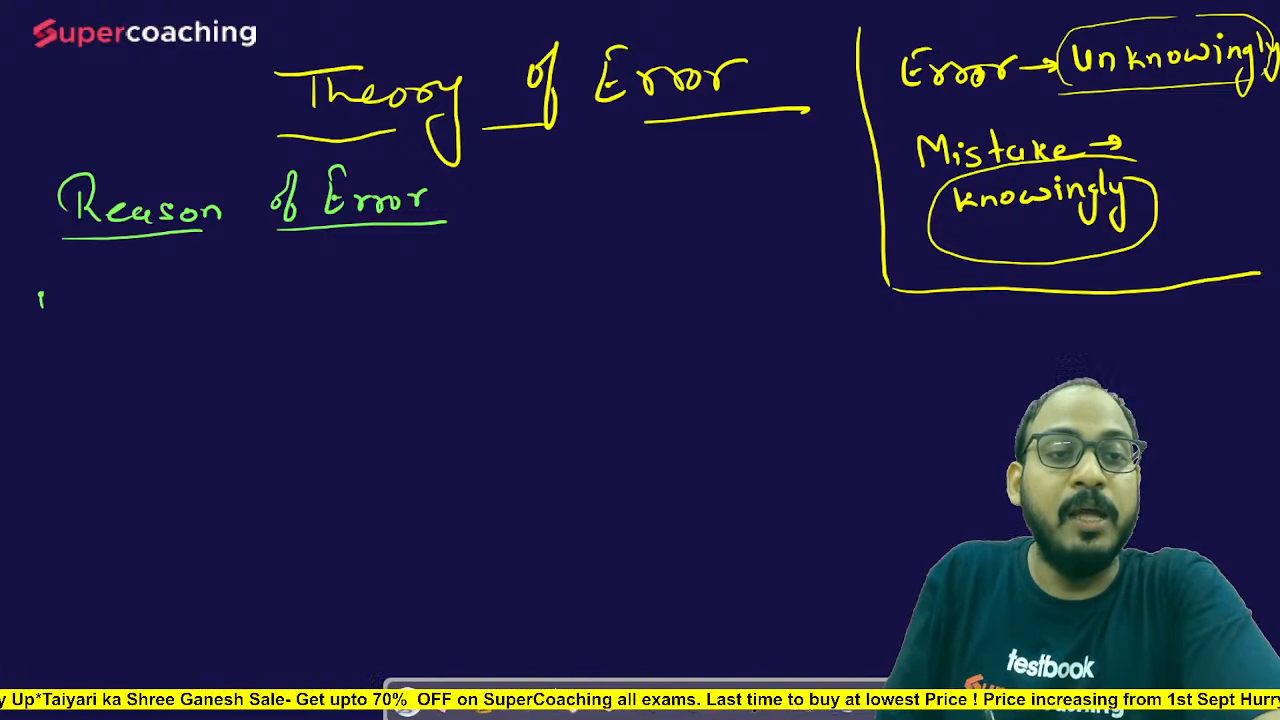 Supercoaching
Theory of Error
Error → Unknowingly
Mistake →
knowingly
Reason of Error
testbook
y Up*Taiyari ka Shree Ganesh Sale- Get upto 70% OFF on SuperCoaching all exams. Last time to buy at lowest Price ! Price increasing from 1st Sept Hurr